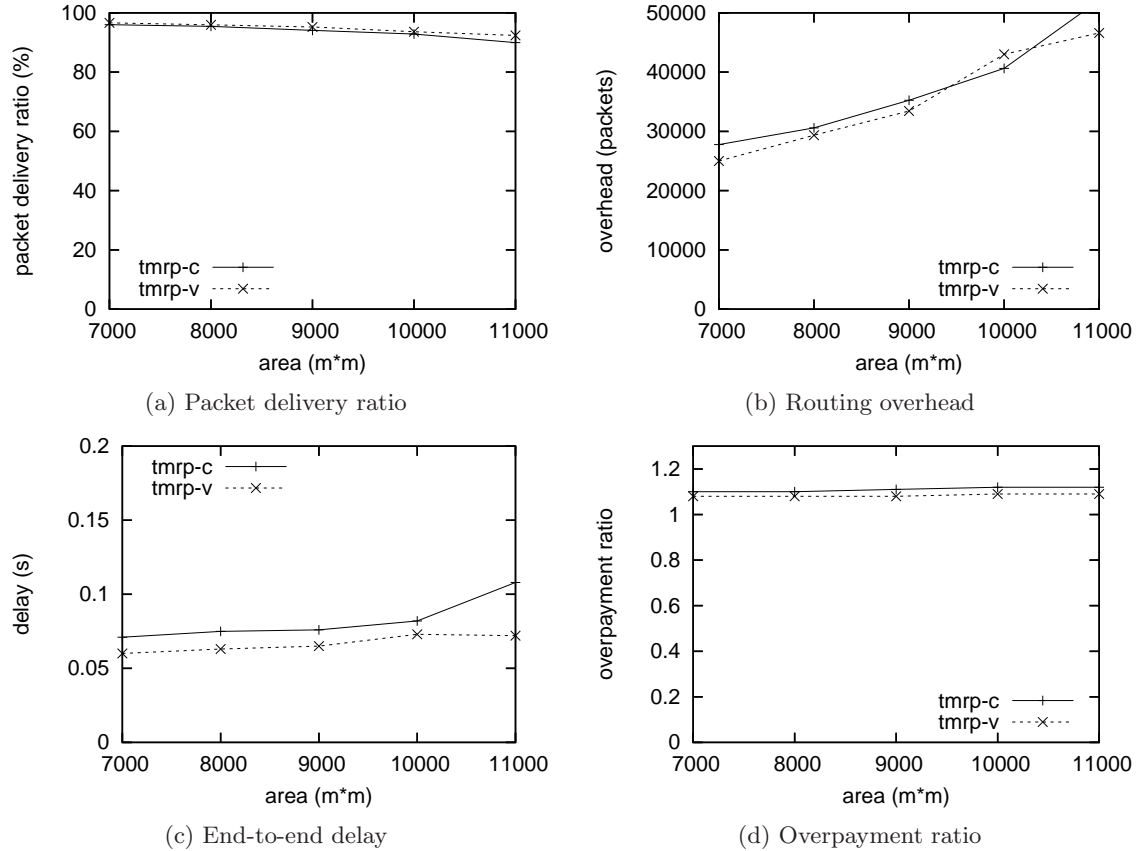 packet delivery ratio (%)
100
80
60
40
20
0
tmrp-c
tmrp-v
7000 8000 9000 10000 11000
area (m*m)
(a) Packet delivery ratio
overhead (packets)
50000
40000
30000
20000
10000
0
tmrp-c
tmrp-v
7000 8000 9000 10000 11000
area (m*m)
(b) Routing overhead
delay (s)
0.2
0.15
0.1
0.05
0
tmrp-c
tmrp-v
7000 8000 9000 10000 11000
area (m*m)
(c) End-to-end delay
overpayment ratio
1.2
1
0.8
0.6
0.4
0.2
0
tmrp-c
tmrp-v
7000 8000 9000 10000 11000
area (m*m)
(d) Overpayment ratio